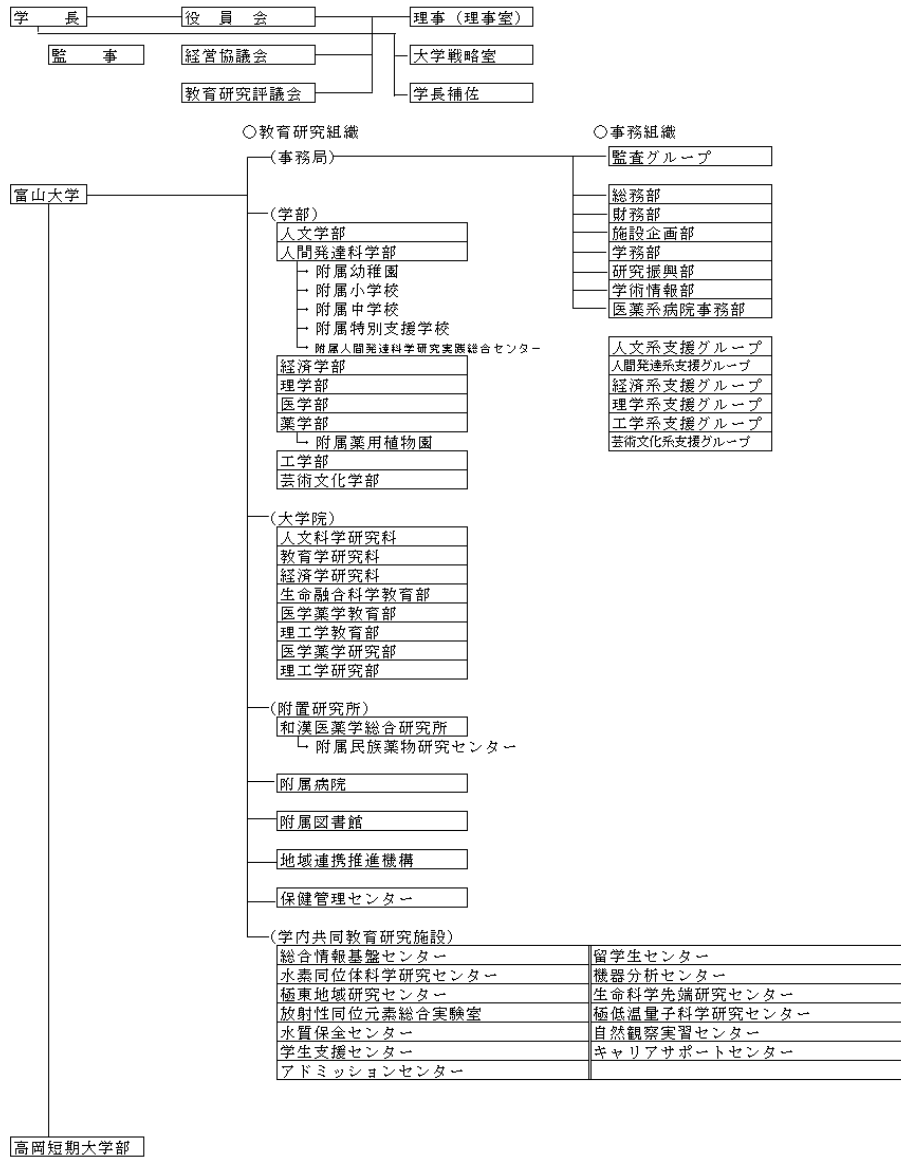 学　長　役　員　会　理事（理事室）
監　事　経営協議会　大学戦略室
教育研究評議会　学長補佐
○教育研究組織　○事務組織
（事務局）　監査グループ
富山大学　総務部
（学部）　財務部
人文学部　施設企画部
人間発達科学部　学務部
附属幼稚園　研究振興部
附属小学校　学術情報部
附属中学校　医薬系病院事務部
附属特別支援学校
附属人間発達科学研究実践総合センター　人文系支援グループ
経済学部　人間発達系支援グループ
理学部　経済系支援グループ
医学部　理学系支援グループ
薬学部　工学系支援グループ
附属薬用植物園　芸術文化系支援グループ
工学部
芸術文化学部
（大学院）
人文科学研究科
教育学研究科
経済学研究科
生命融合科学教育部
医学薬学教育部
理工学教育部
医学薬学研究部
理工学研究部
（附置研究所）
和漢医薬学総合研究所
附属民族薬物研究センター
附属病院
附属図書館
地域連携推進機構
保健管理センター
（学内共同教育研究施設）
総合情報基盤センター　留学生センター
水素同位体科学研究センター　機器分析センター
極東地域研究センター　生命科学先端研究センター
放射性同位元素総合実験室　極低温量子科学研究センター
水質保全センター　自然観察実習センター
学生支援センター　キャリアサポートセンター
アドミッションセンター
高岡短期大学部